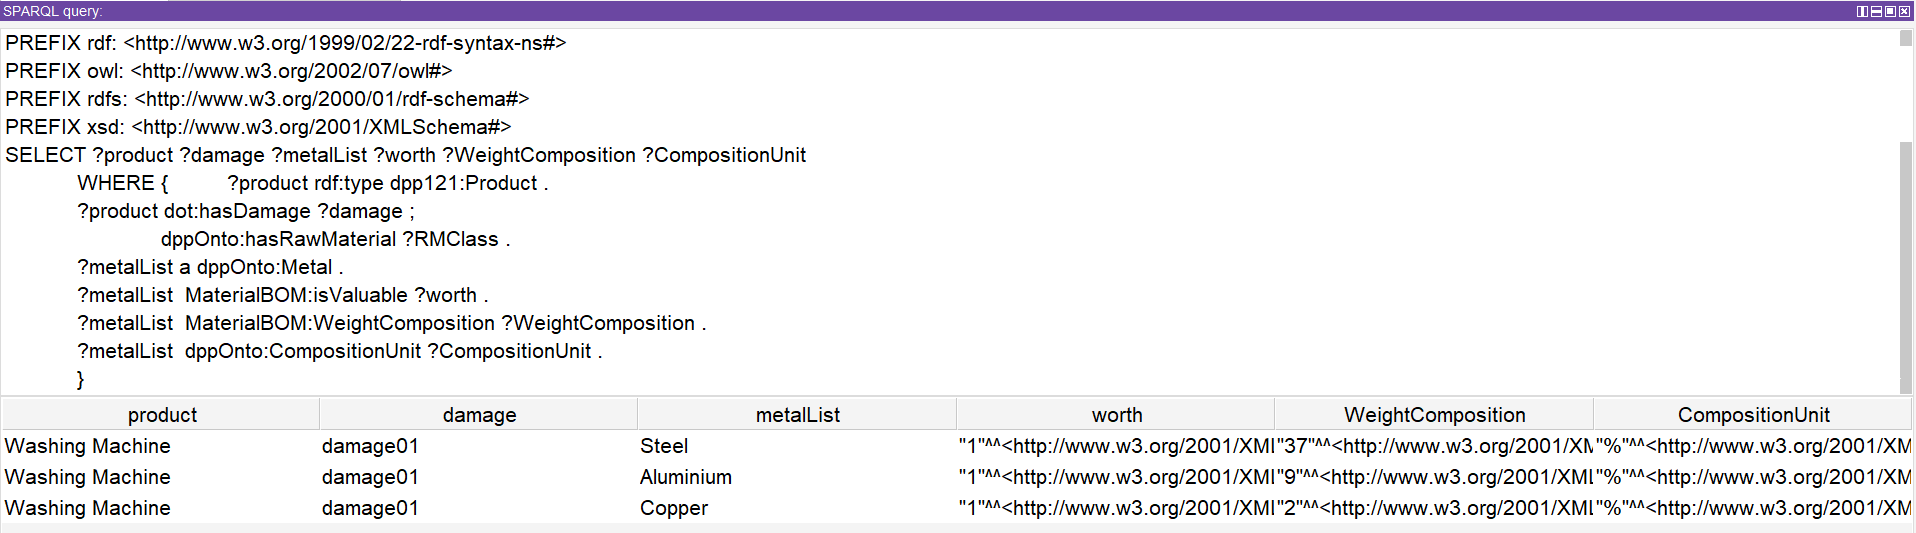 SPARQL query:
PREFIX rdf: <http://www.w3.org/1999/02/22-rdf-syntax-ns#>
PREFIX owl: <http://www.w3.org/2002/07/owl#>
PREFIX rdfs: <http://www.w3.org/2000/01/rdf-schema#>
PREFIX xsd: <http://www.w3.org/2001/XMLSchema#>
SELECT ?product ?damage ?metalList ?worth ?WeightComposition ?CompositionUnit
WHERE { ?product rdf:type dpp121:Product .
?product dot:hasDamage ?damage ;
dppOnto:hasRawMaterial ?RMClass .
?metalList a dppOnto:Metal .
?metalList MaterialBOM:isValuable ?worth .
?metalList MaterialBOM:WeightComposition ?WeightComposition .
?metalList dppOnto:CompositionUnit ?CompositionUnit .
}
product damage metalList worth WeightComposition CompositionUnit
Washing Machine damage01 Steel "1"^^<http://www.w3.org/2001/XMl "37"^^<http://www.w3.org/2001/XM "%"^^<http://www.w3.org/2001/XM
Washing Machine damage01 Aluminium "1"^^<http://www.w3.org/2001/XMl "9"^^<http://www.w3.org/2001/XML "%"^^<http://www.w3.org/2001/XM
Washing Machine damage01 Copper "1"^^<http://www.w3.org/2001/XMl "2"^^<http://www.w3.org/2001/XML "%"^^<http://www.w3.org/2001/XM